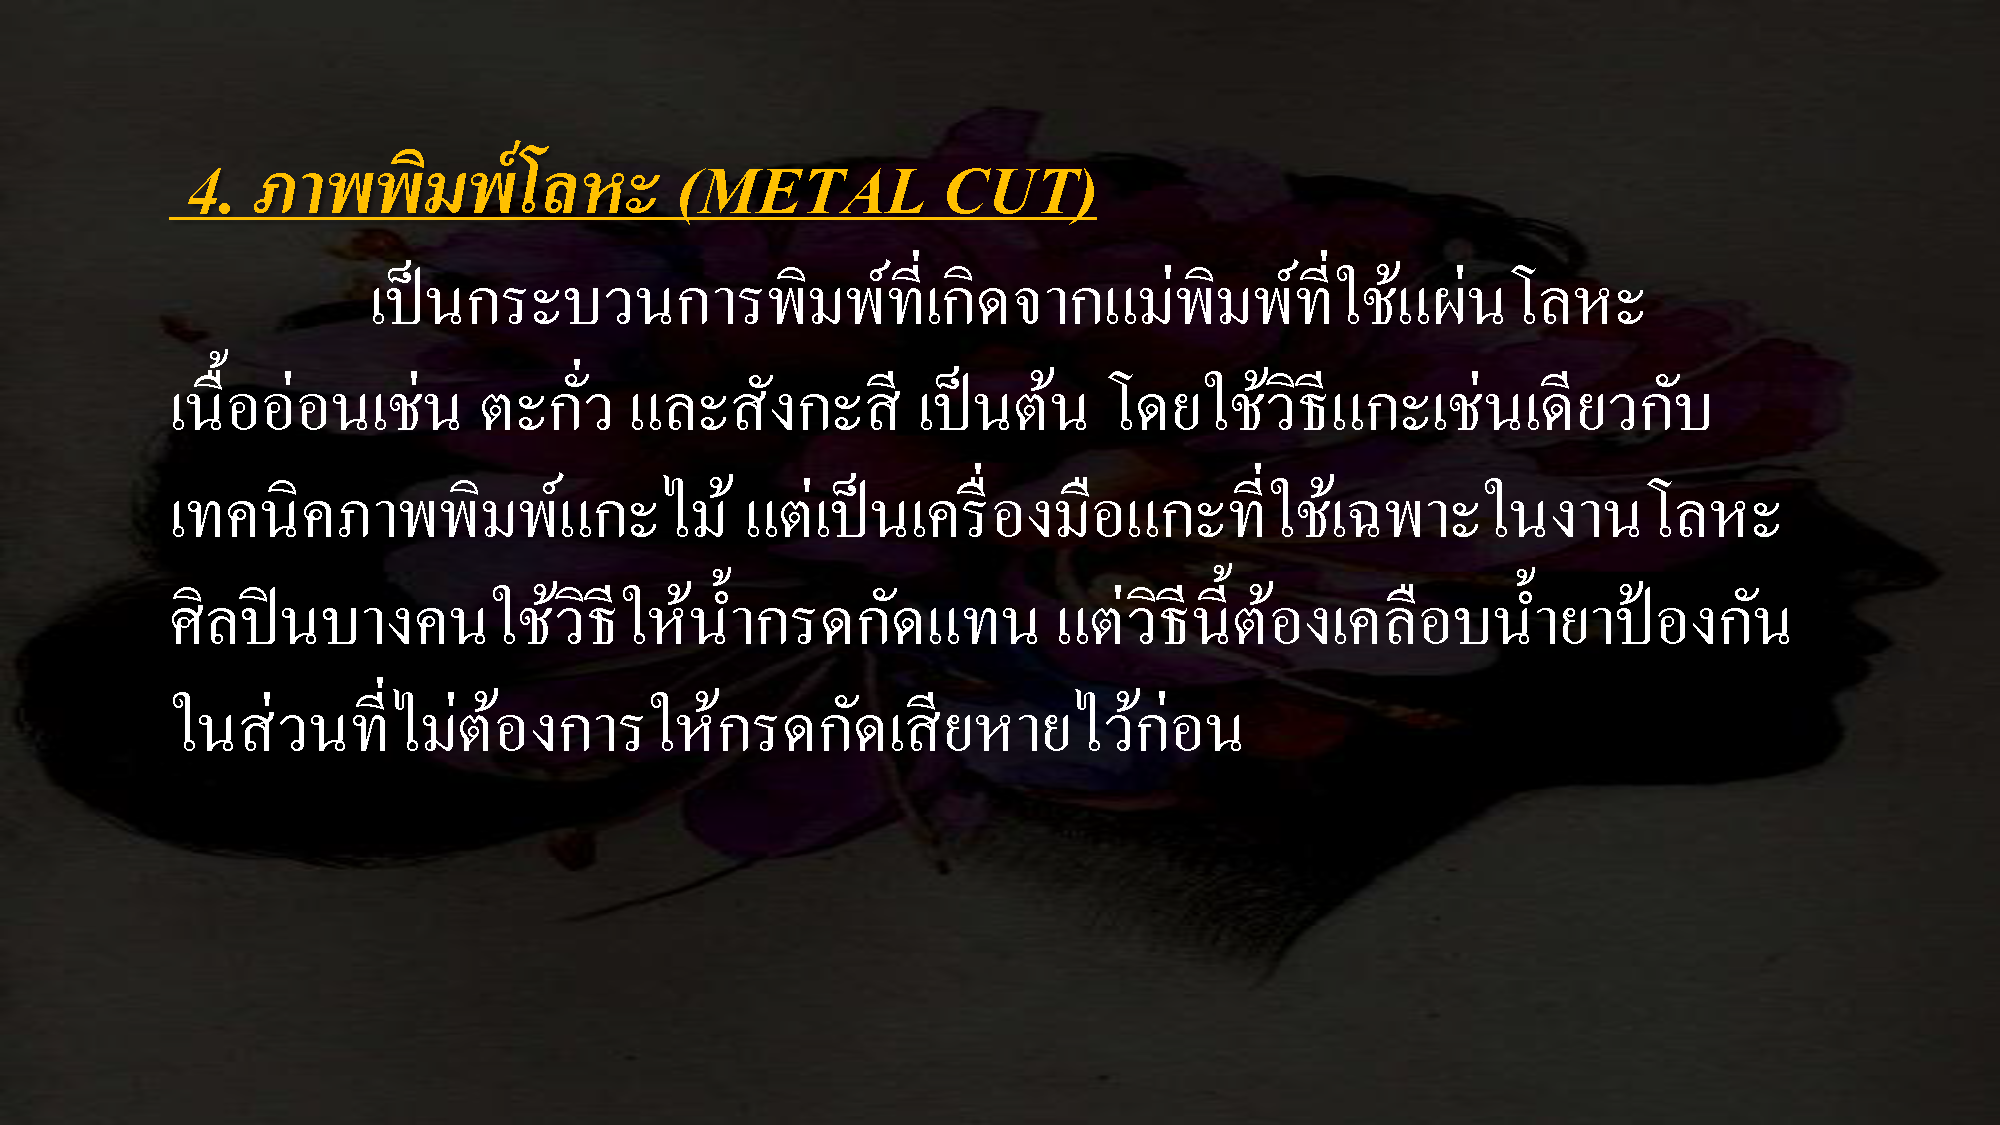 4. ภาพพิมพ์โลหะ (METAL CUT)
เป็นกระบวนการพิมพ์ที่เกิดจากแม่พิมพ์ที่ใช้แผ่นโลหะ
เนื้ออ่อนเช่น ตะกั่ว และสังกะสี เป็นต้น โดยใช้วิธีแกะเช่นเดียวกับ
เทคนิคภาพพิมพ์แกะไม้ แต่เป็นเครื่องมือแกะที่ใช้เฉพาะในงานโลหะ
ศิลปินบางคนใช้วิธีให้น้ำกรดกัดแทน แต่วิธีนี้ต้องเคลือบน้ำยาป้องกัน
ในส่วนที่ไม่ต้องการให้กรดกัดเสียหายไว้ก่อน